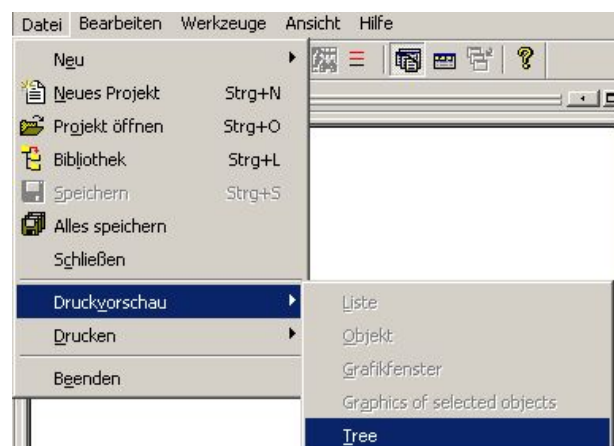 Datei Bearbeiten Werkzeuge Ansicht Hilfe
Neu
Neues Projekt Strg+N
Projekt öffnen Strg+O
Bibliothek Strg+L
Speichern Strg+S
Alles speichern
Schließen
Druckvorschau
Drucken
Beenden
Liste
Objekt
Grafikfenster
Graphics of selected objects
Tree